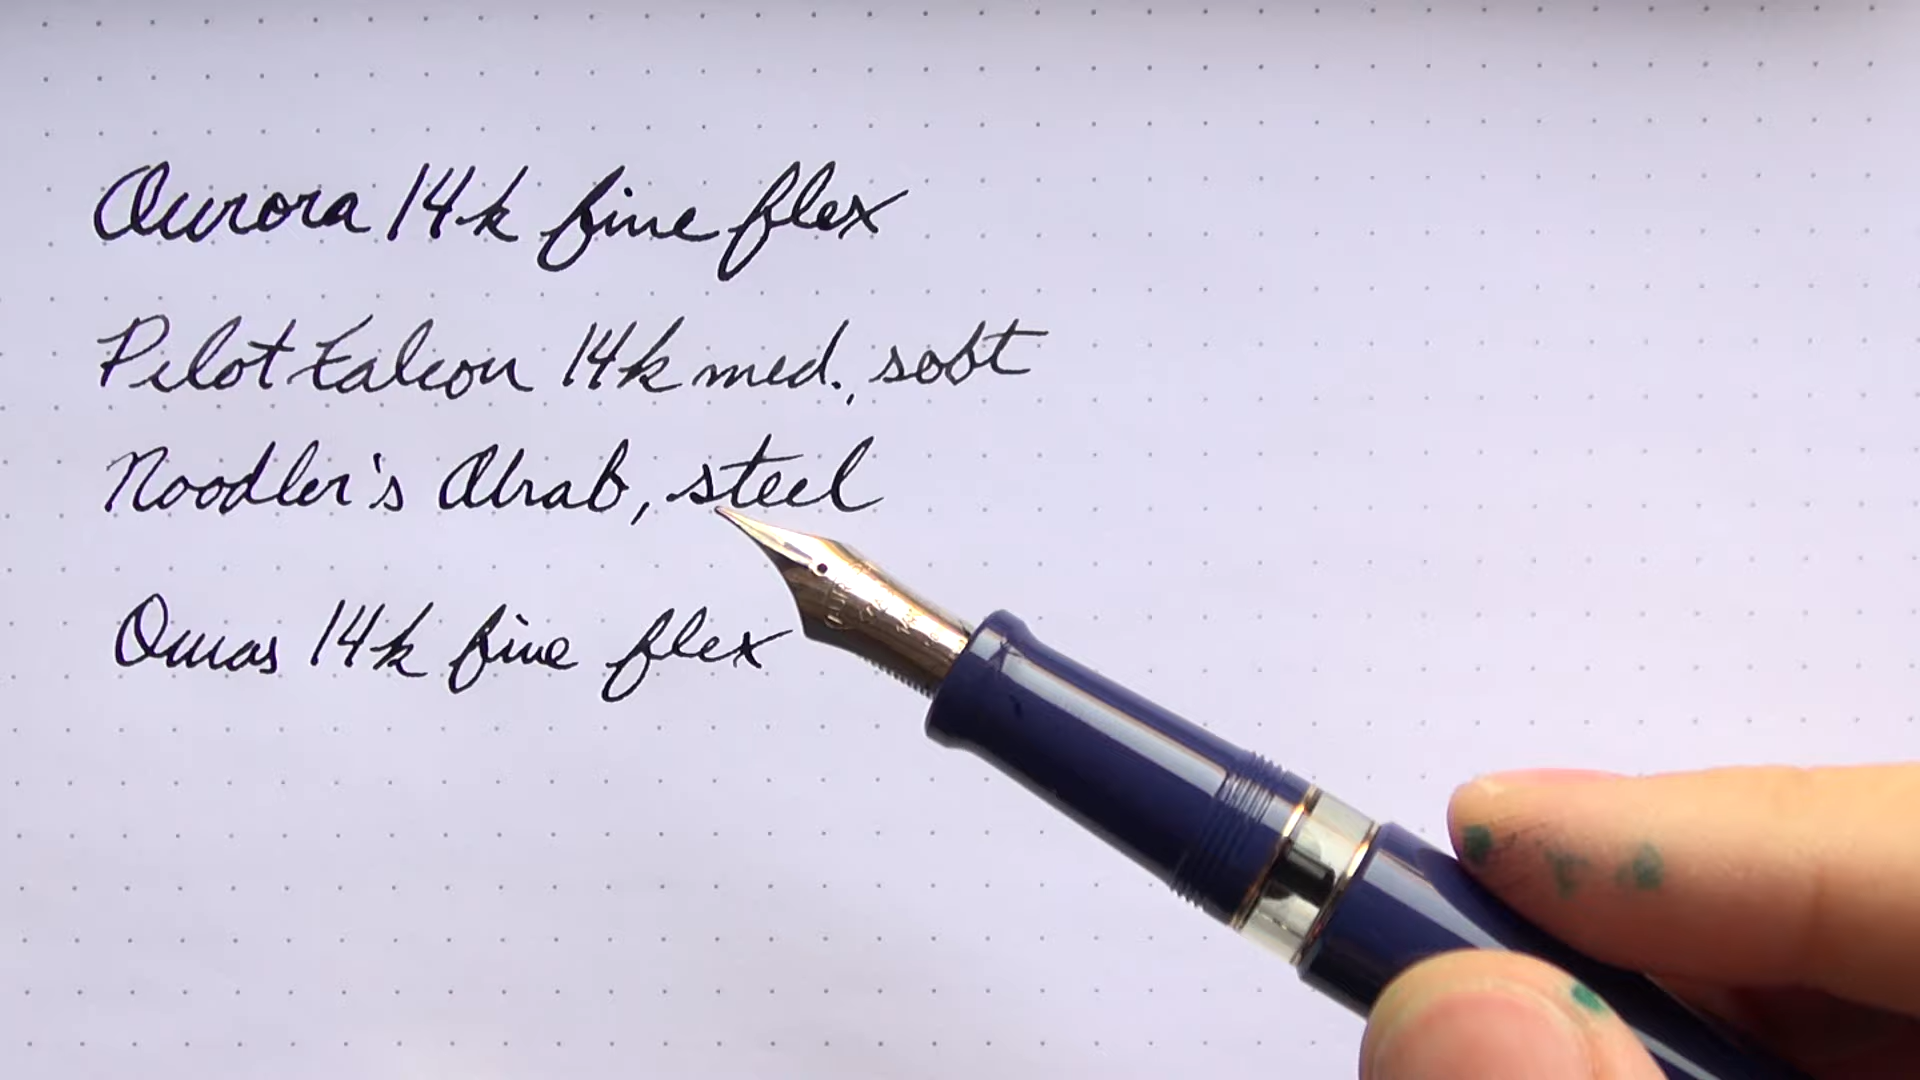 Aurora 14k fine flex
Pilot Falcon 14k med., soft
Noodler's Ahab, steel
Omas 14k fine flex